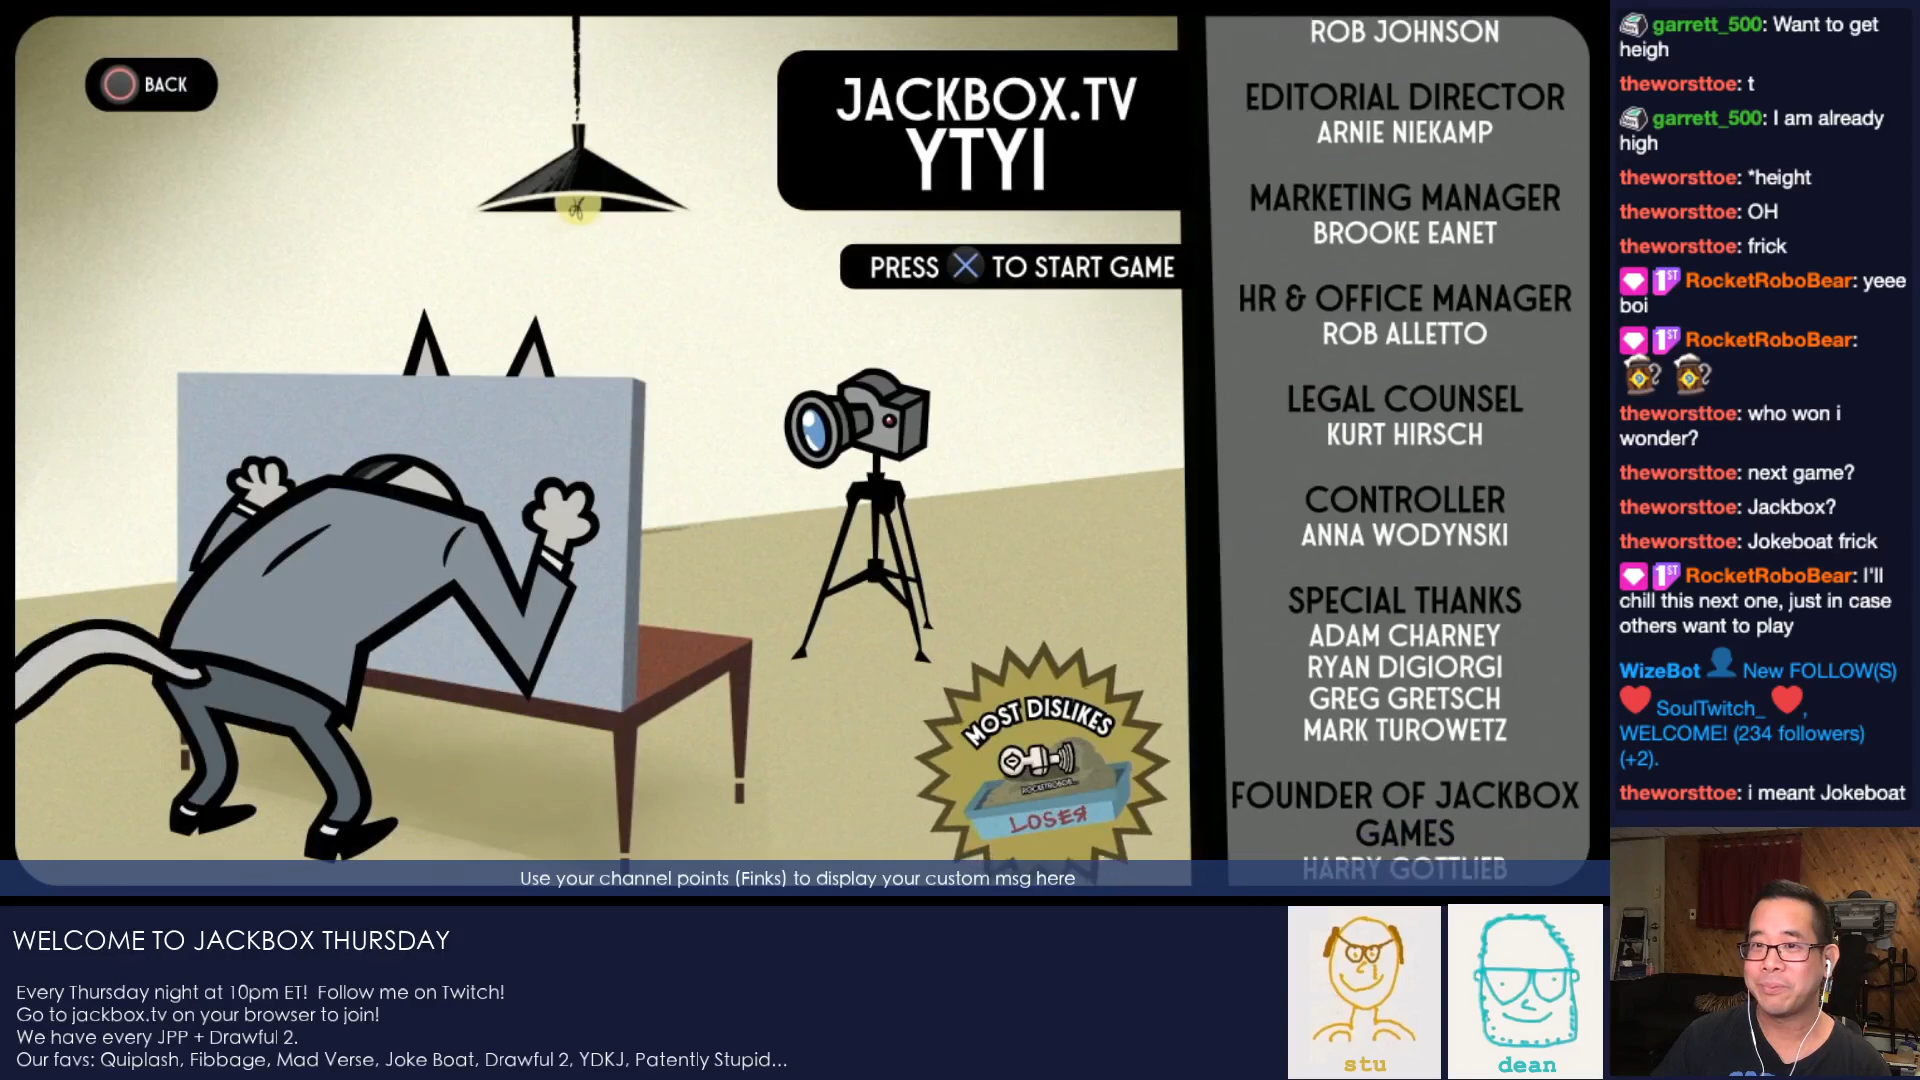 BACK
JACKBOX.TV
YTYI
PRESS TO START GAME
MOST DISLIKES
LOSER
ROB JOHNSON
EDITORIAL DIRECTOR
ARNIE NIEKAMP
MARKETING MANAGER
BROOKE EANET
HR & OFFICE MANAGER
ROB ALLETTO
LEGAL COUNSEL
KURT HIRSCH
CONTROLLER
ANNA WODYNSKI
SPECIAL THANKS
ADAM CHARNEY
RYAN DIGIORGI
GREG GRETSCH
MARK TUROWETZ
FOUNDER OF JACKBOX
GAMES
HARRY GOTTLIEB
Use your channel points (Finks) to display your custom msg here
WELCOME TO JACKBOX THURSDAY
Every Thursday night at 10pm ET! Follow me on Twitch!
Go to jackbox.tv on your browser to join!
We have every JPP + Drawful 2.
Our favs: Quiplash, Fibbage, Mad Verse, Joke Boat, Drawful 2, YDKJ, Patently Stupid...
stu
dean
garrett_500: Want to get
heigh
theworsttoe: t
garrett_500: I am already
high
theworsttoe: *height
theworsttoe: OH
theworsttoe: frick
1ST RocketRoboBear: yeee
boi
1ST RocketRoboBear:
theworsttoe: who won i
wonder?
theworsttoe: next game?
theworsttoe: Jackbox?
theworsttoe: Jokeboat frick
1ST RocketRoboBear: I'll
chill this next one, just in case
others want to play
WizeBot New FOLLOW(S)
SoulTwitch_ ,
WELCOME! (234 followers)
(+2).
theworsttoe: i meant Jokeboat